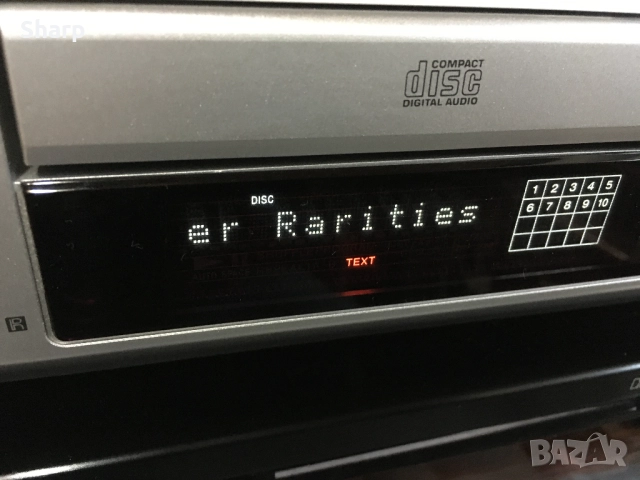 Sharp
COMPACT
disc
DIGITAL AUDIO
DISC
er Rarities
TEXT
1 2 3 4 5
6 7 8 9 10
R
D
BAZAR